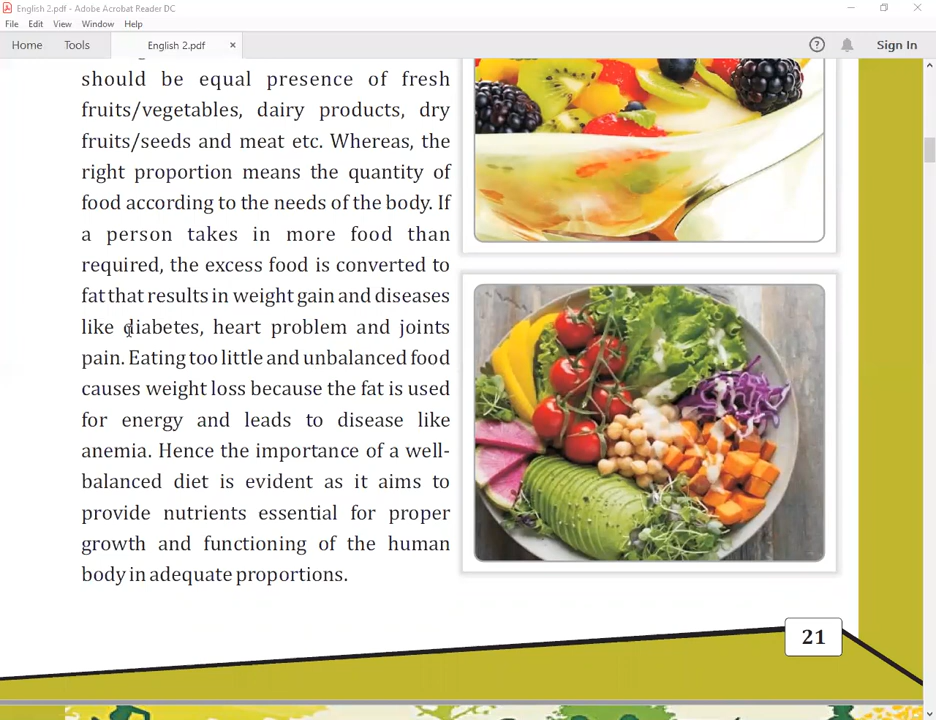 English 2.pdf - Adobe Acrobat Reader DC
File Edit View Window Help
Home Tools English 2.pdf × ? Sign In
should be equal presence of fresh
fruits/vegetables, dairy products, dry
fruits/seeds and meat etc. Whereas, the
right proportion means the quantity of
food according to the needs of the body. If
a person takes in more food than
required, the excess food is converted to
fat that results in weight gain and diseases
like diabetes, heart problem and joints
pain. Eating too little and unbalanced food
causes weight loss because the fat is used
for energy and leads to disease like
anemia. Hence the importance of a well-
balanced diet is evident as it aims to
provide nutrients essential for proper
growth and functioning of the human
body in adequate proportions.
21